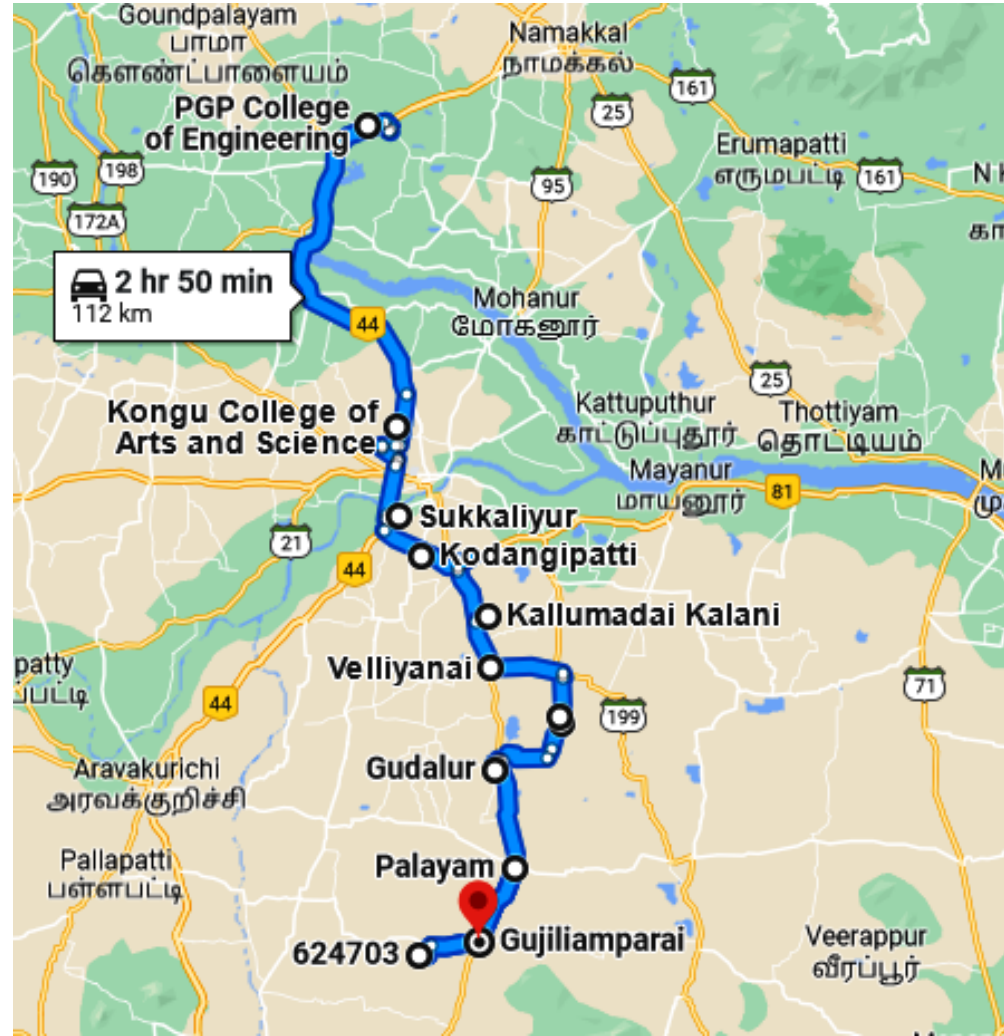 Goundpalayam
பாமா
கௌண்ட்பாளையம்
Namakkal
நாமக்கல்
161
25
PGP College
of Engineering
Erumapatti
எருமபட்டி
161
190
198
95
172A
2 hr 50 min
112 km
Mohanur
மோகனூர்
44
25
Kongu College of
Arts and Science
Kattuputhur
காட்டுப்புதூர்
Thottiyam
தொட்டியம்
Mayanur
மாயனூர்
81
Sukkaliyur
21
Kodangipatti
44
Kallumadai Kalani
patty
ப்பட்டி
Velliyanai
71
44
199
Gudalur
Aravakurichi
அரவக்குறிச்சி
Pallapatti
பள்ளபட்டி
Palayam
624703
Gujiliamparai
Veerappur
வீரப்பூர்